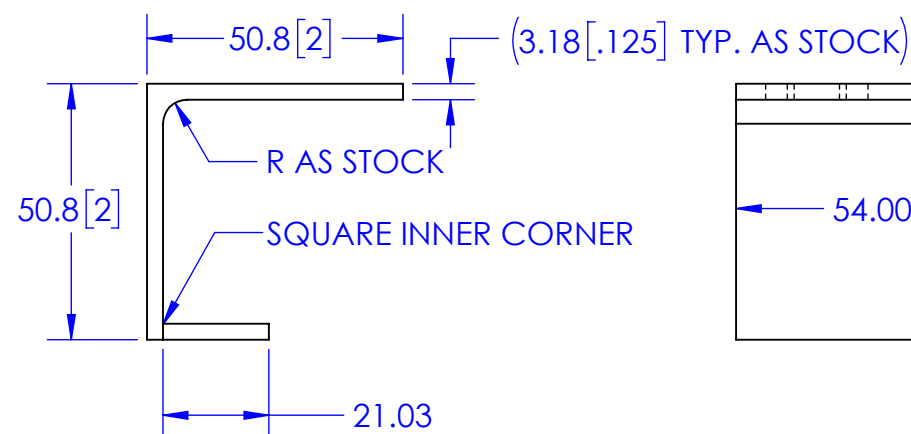 50.8[2]
(3.18[.125] TYP. AS STOCK)
R AS STOCK
50.8[2]
54.00
SQUARE INNER CORNER
21.03